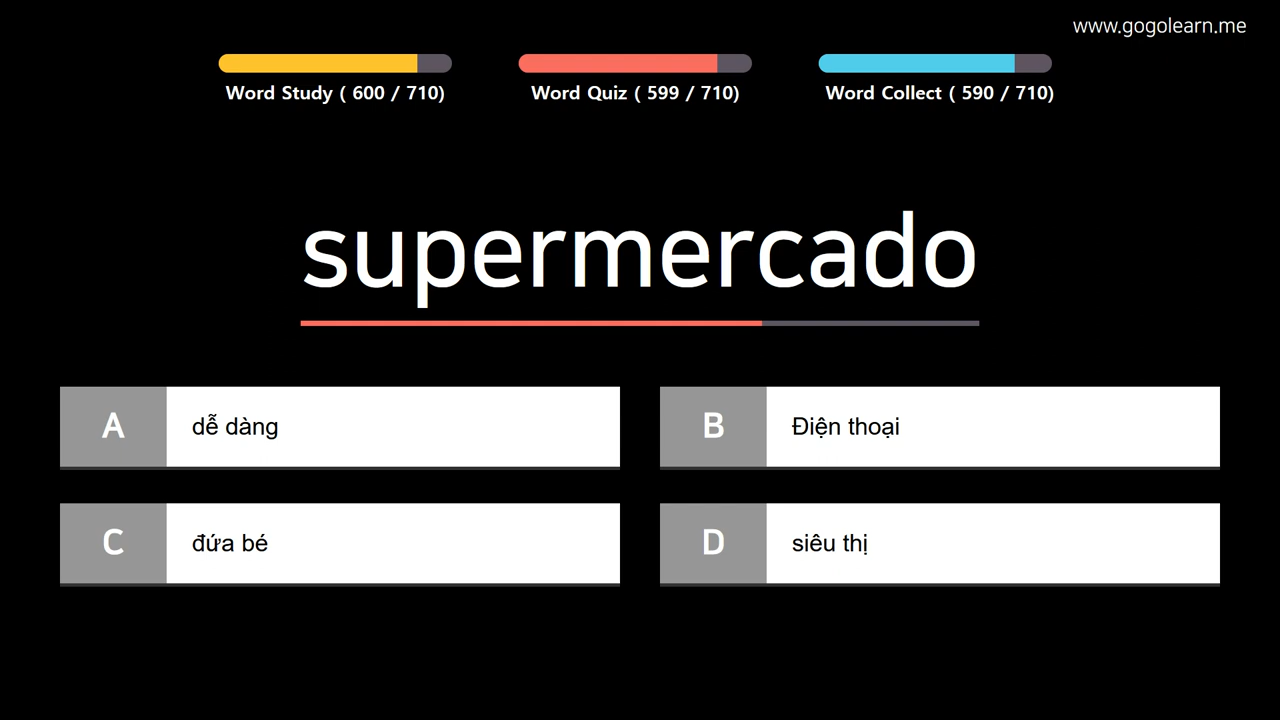 www.gogolearn.me
Word Study ( 600 / 710)
Word Quiz ( 599 / 710)
Word Collect ( 590 / 710)
supermercado
A
dễ dàng
B
Điện thoại
C
đứa bé
D
siêu thị